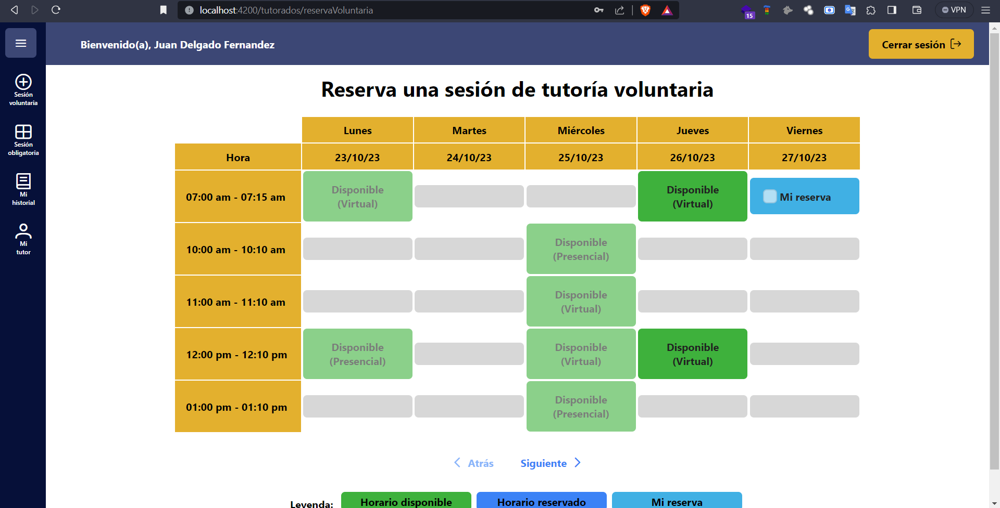 localhost:4200/tutorados/reservaVoluntaria
15
VPN
Bienvenido(a), Juan Delgado Fernandez
Cerrar sesión
Sesión
voluntaria
Sesión
obligatoria
Mi
historial
Mi
tutor
Reserva una sesión de tutoría voluntaria
Lunes Martes Miércoles Jueves Viernes
Hora 23/10/23 24/10/23 25/10/23 26/10/23 27/10/23
07:00 am - 07:15 am
Disponible
(Virtual)
Disponible
(Virtual)
Mi reserva
10:00 am - 10:10 am
Disponible
(Presencial)
11:00 am - 11:10 am
Disponible
(Virtual)
12:00 pm - 12:10 pm
Disponible
(Presencial)
Disponible
(Virtual)
Disponible
(Virtual)
01:00 pm - 01:10 pm
Disponible
(Presencial)
Atrás Siguiente
Leyenda: Horario disponible Horario reservado Mi reserva